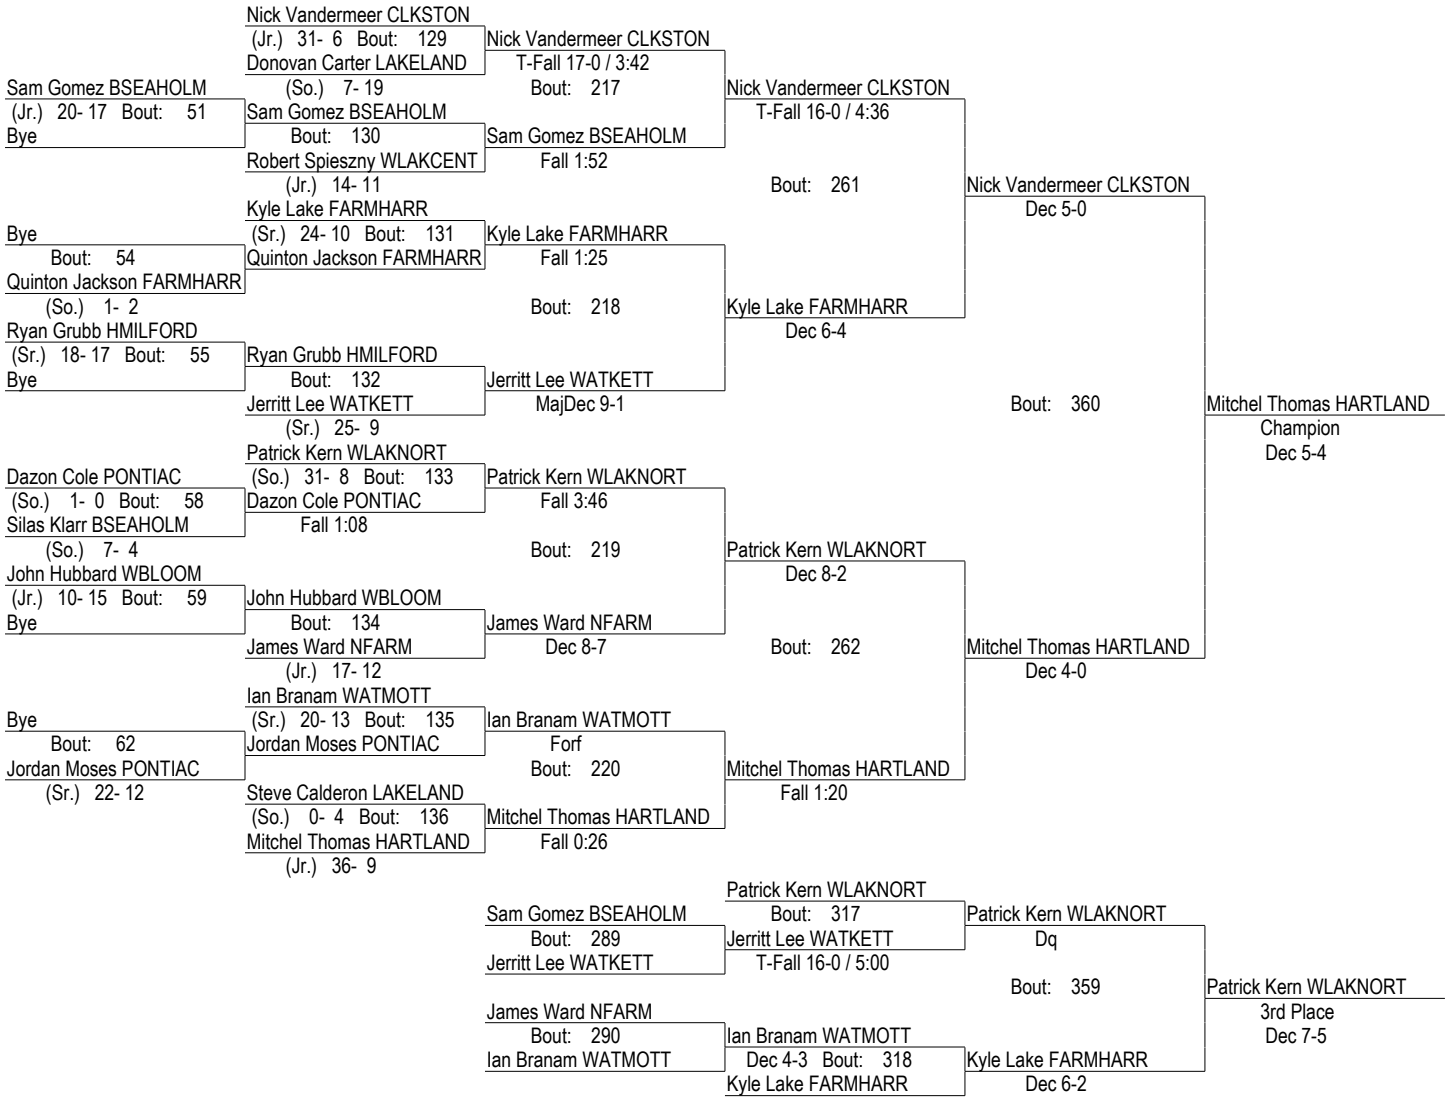 Nick Vandermeer CLKSTON
(Jr.) 31- 6 Bout: 129
Nick Vandermeer CLKSTON
Donovan Carter LAKELAND
T-Fall 17-0 / 3:42
Sam Gomez BSEAHOLM
(So.) 7- 19
Bout: 217
Nick Vandermeer CLKSTON
(Jr.) 20- 17 Bout: 51
Sam Gomez BSEAHOLM
T-Fall 16-0 / 4:36
Bye
Bout: 130
Sam Gomez BSEAHOLM
Robert Spieszny WLAKCENT
Fall 1:52
(Jr.) 14- 11
Bout: 261
Nick Vandermeer CLKSTON
Kyle Lake FARMHARR
Dec 5-0
Bye
(Sr.) 24- 10 Bout: 131
Kyle Lake FARMHARR
Bout: 54
Quinton Jackson FARMHARR
Fall 1:25
Quinton Jackson FARMHARR
(So.) 1- 2
Bout: 218
Kyle Lake FARMHARR
Ryan Grubb HMILFORD
Dec 6-4
(Sr.) 18- 17 Bout: 55
Ryan Grubb HMILFORD
Bye
Bout: 132
Jerritt Lee WATKETT
Jerritt Lee WATKETT
MajDec 9-1
Bout: 360
Mitchel Thomas HARTLAND
(Sr.) 25- 9
Champion
Patrick Kern WLAKNORT
Dec 5-4
Dazon Cole PONTIAC
(So.) 31- 8 Bout: 133
Patrick Kern WLAKNORT
(So.) 1- 0 Bout: 58
Dazon Cole PONTIAC
Fall 3:46
Silas Klarr BSEAHOLM
Fall 1:08
(So.) 7- 4
Bout: 219
Patrick Kern WLAKNORT
John Hubbard WBLOOM
Dec 8-2
(Jr.) 10- 15 Bout: 59
John Hubbard WBLOOM
Bye
Bout: 134
James Ward NFARM
James Ward NFARM
Dec 8-7
Bout: 262
Mitchel Thomas HARTLAND
(Jr.) 17- 12
Dec 4-0
Ian Branam WATMOTT
Bye
(Sr.) 20- 13 Bout: 135
Ian Branam WATMOTT
Bout: 62
Jordan Moses PONTIAC
Forf
Jordan Moses PONTIAC
Bout: 220
Mitchel Thomas HARTLAND
(Sr.) 22- 12
Steve Calderon LAKELAND
Fall 1:20
(So.) 0- 4 Bout: 136
Mitchel Thomas HARTLAND
Mitchel Thomas HARTLAND
Fall 0:26
(Jr.) 36- 9
Patrick Kern WLAKNORT
Sam Gomez BSEAHOLM
Bout: 317
Patrick Kern WLAKNORT
Bout: 289
Jerritt Lee WATKETT
Dq
Jerritt Lee WATKETT
T-Fall 16-0 / 5:00
Bout: 359
Patrick Kern WLAKNORT
James Ward NFARM
3rd Place
Bout: 290
Ian Branam WATMOTT
Dec 7-5
Ian Branam WATMOTT
Dec 4-3 Bout: 318
Kyle Lake FARMHARR
Kyle Lake FARMHARR
Dec 6-2